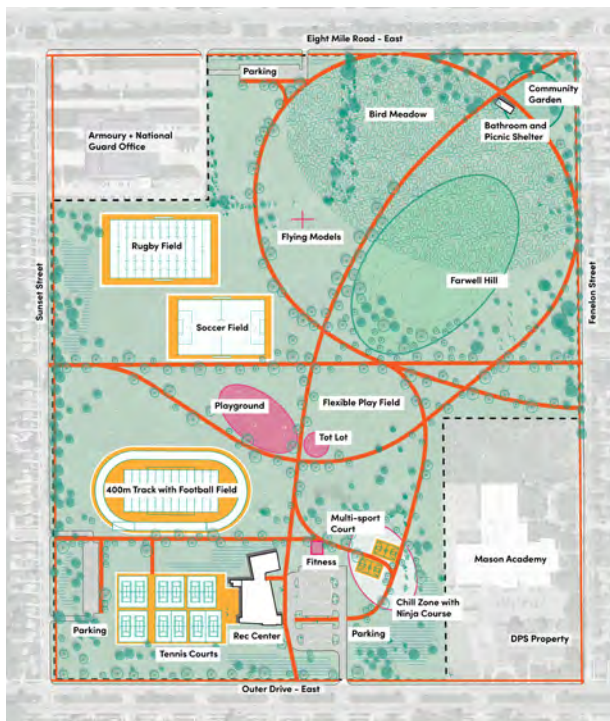 Eight Mile Road - East
Parking
Community
Garden
Bird Meadow
Armoury + National
Guard Office
Bathroom and
Picnic Shelter
Rugby Field
Flying Models
Sunset Street
Fenelon Street
Farwell Hill
Soccer Field
Playground
Flexible Play Field
Tot Lot
400m Track with Football Field
Multi-sport
Court
Mason Academy
Fitness
Chill Zone with
Ninja Course
Parking
Rec Center
Parking
DPS Property
Tennis Courts
Outer Drive - East